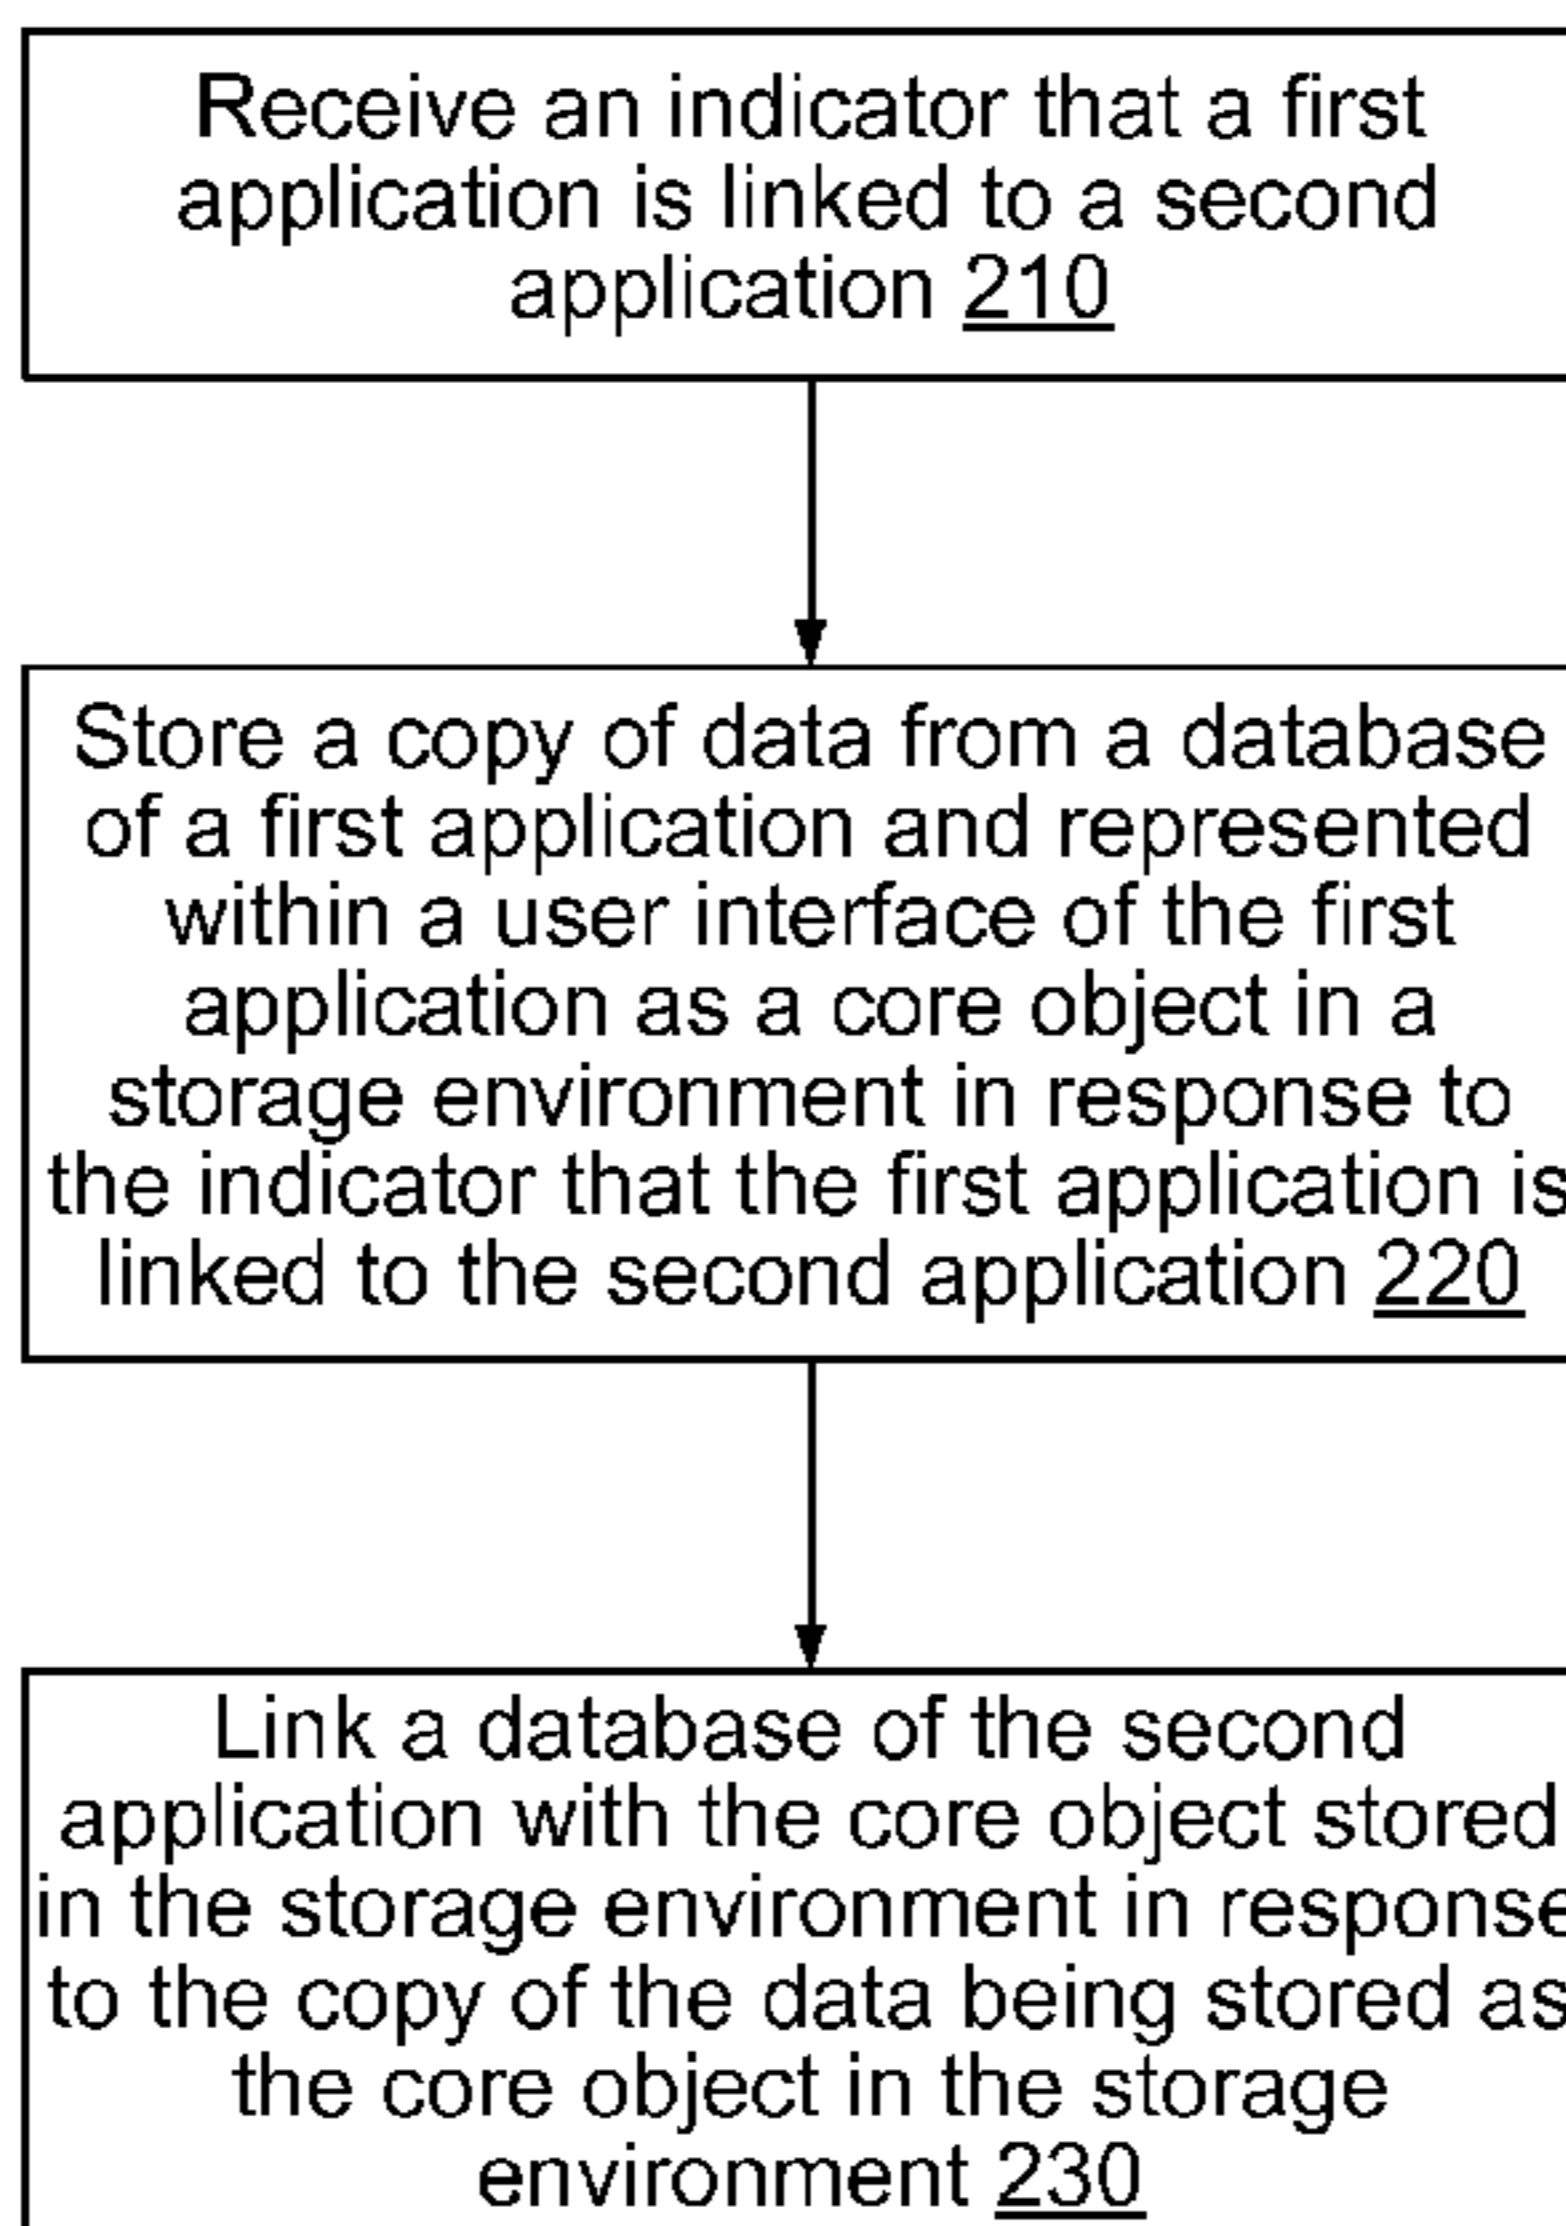 Receive an indicator that a first
application is linked to a second
application 210
Store a copy of data from a database
of a first application and represented
within a user interface of the first
application as a core object in a
storage environment in response to
the indicator that the first application is
linked to the second application 220
Link a database of the second
application with the core object stored
in the storage environment in response
to the copy of the data being stored as
the core object in the storage
environment 230